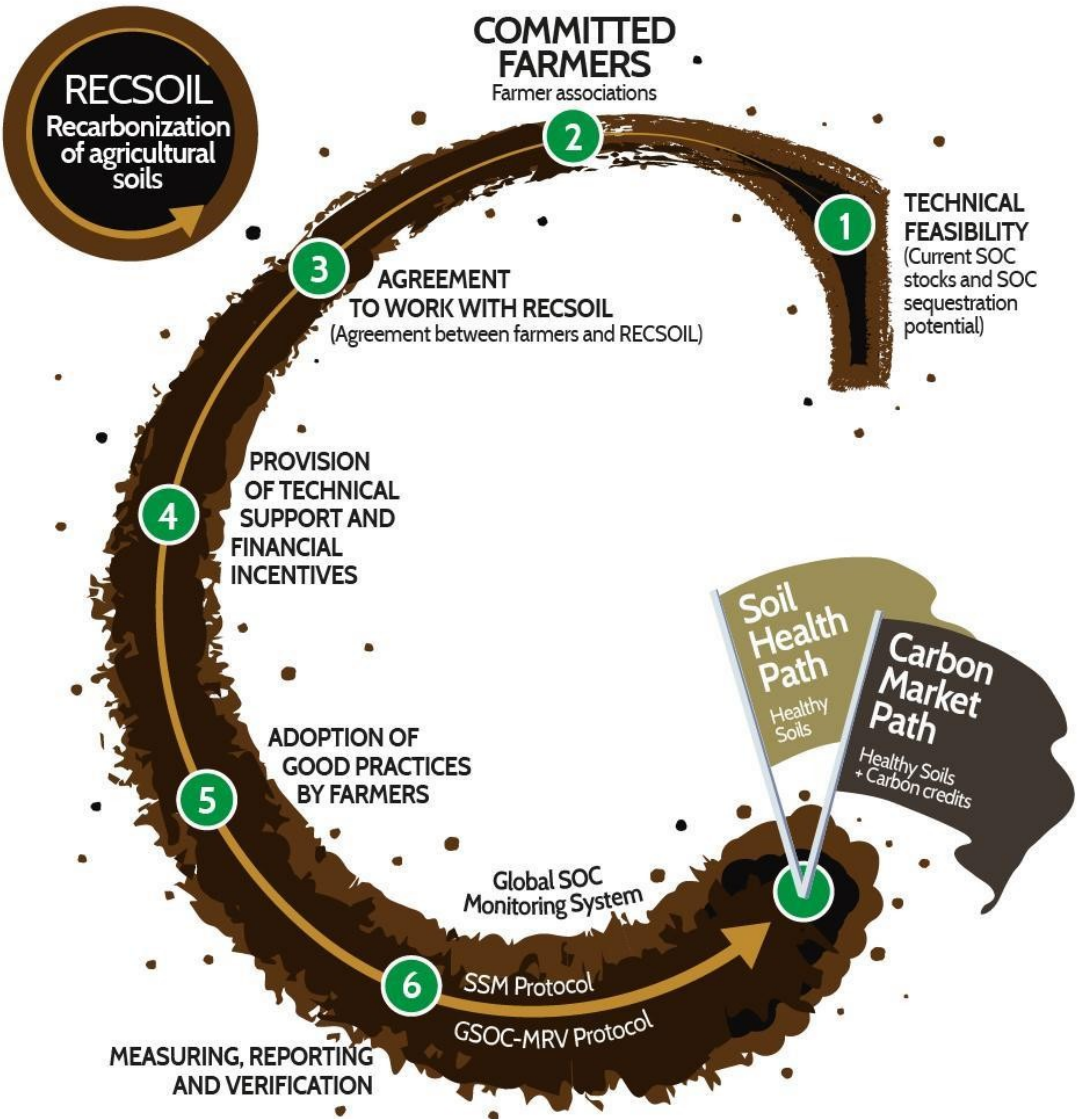 RECSOIL
Recarbonization
of agricultural
soils
COMMITTED
FARMERS
Farmer associations
2
1
TECHNICAL
FEASIBILITY
(Current SOC
stocks and SOC
sequestration
potential)
3
AGREEMENT
TO WORK WITH RECSOIL
(Agreement between farmers and RECSOIL)
4
PROVISION
OF TECHNICAL
SUPPORT AND
FINANCIAL
INCENTIVES
5
ADOPTION OF
GOOD PRACTICES
BY FARMERS
6
MEASURING, REPORTING
AND VERIFICATION
Global SOC
Monitoring System
SSM Protocol
GSOC-MRV Protocol
Soil
Health
Path
Healthy
Soils
Carbon
Market
Path
Healthy Soils
+ Carbon credits